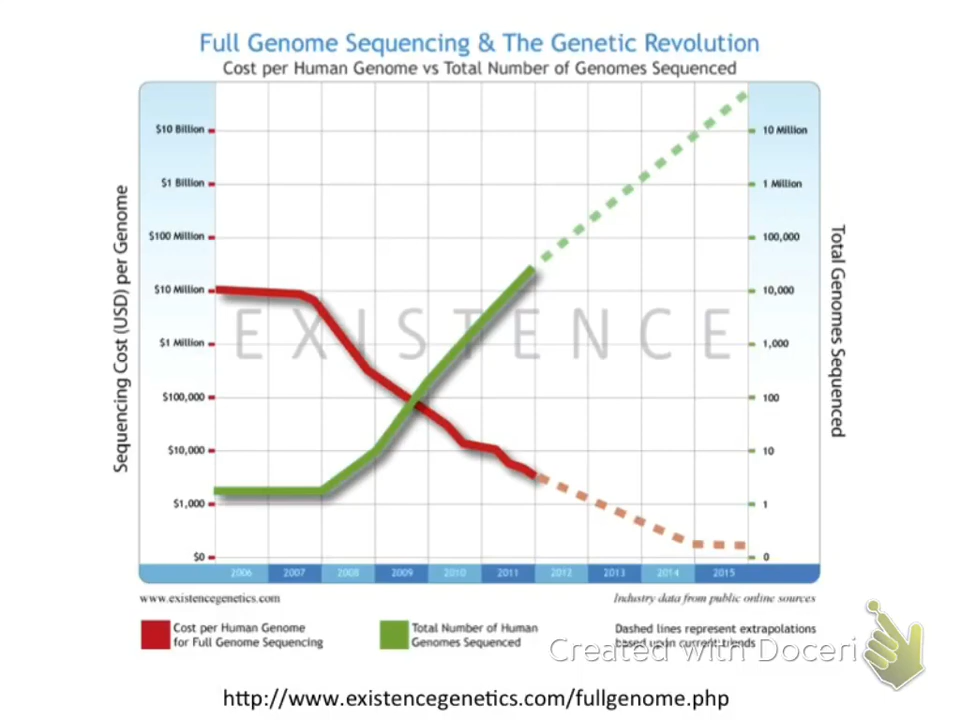 Full Genome Sequencing & The Genetic Revolution
Cost per Human Genome vs Total Number of Genomes Sequenced
Sequencing Cost (USD) per Genome
$10 Billion
$1 Billion
$100 Million
$10 Million
$1 Million
$100,000
$10,000
$1,000
$0
EXISTENCE
10 Million
1 Million
100,000
10,000
1,000
100
10
1
0
Total Genomes Sequenced
2006 2007 2008 2009 2010 2011 2012 2013 2014 2015
www.existencegenetics.com
Industry data from public online sources
Cost per Human Genome
for Full Genome Sequencing
Total Number of Human
Genomes Sequenced
Dashed lines represent extrapolations
based upon current trends
Created with Doceri
http://www.existencegenetics.com/fullgenome.php